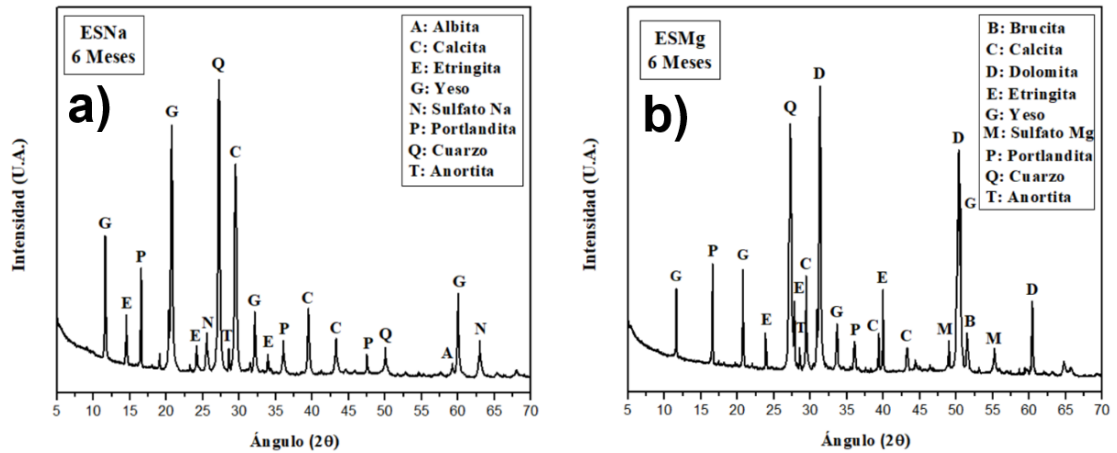 ESNa
6 Meses
a)
A: Albita
C: Calcita
E: Etringita
G: Yeso
N: Sulfato Na
P: Portlandita
Q: Cuarzo
T: Anortita
Intensidad (U.A.)
G
E
P
G
E
N
Q
T
C
G
E
P
C
C
P
Q
A
G
N
5 10 15 20 25 30 35 40 45 50 55 60 65 70
Ángulo (2θ)
ESMg
6 Meses
b)
B: Brucita
C: Calcita
D: Dolomita
E: Etringita
G: Yeso
M: Sulfato Mg
P: Portlandita
Q: Cuarzo
T: Anortita
Intensidad (U.A.)
G
P
G
E
Q
E
T
C
D
G
P
C
E
C
M
D
G
B
M
D
5 10 15 20 25 30 35 40 45 50 55 60 65 70
Ángulo (2θ)